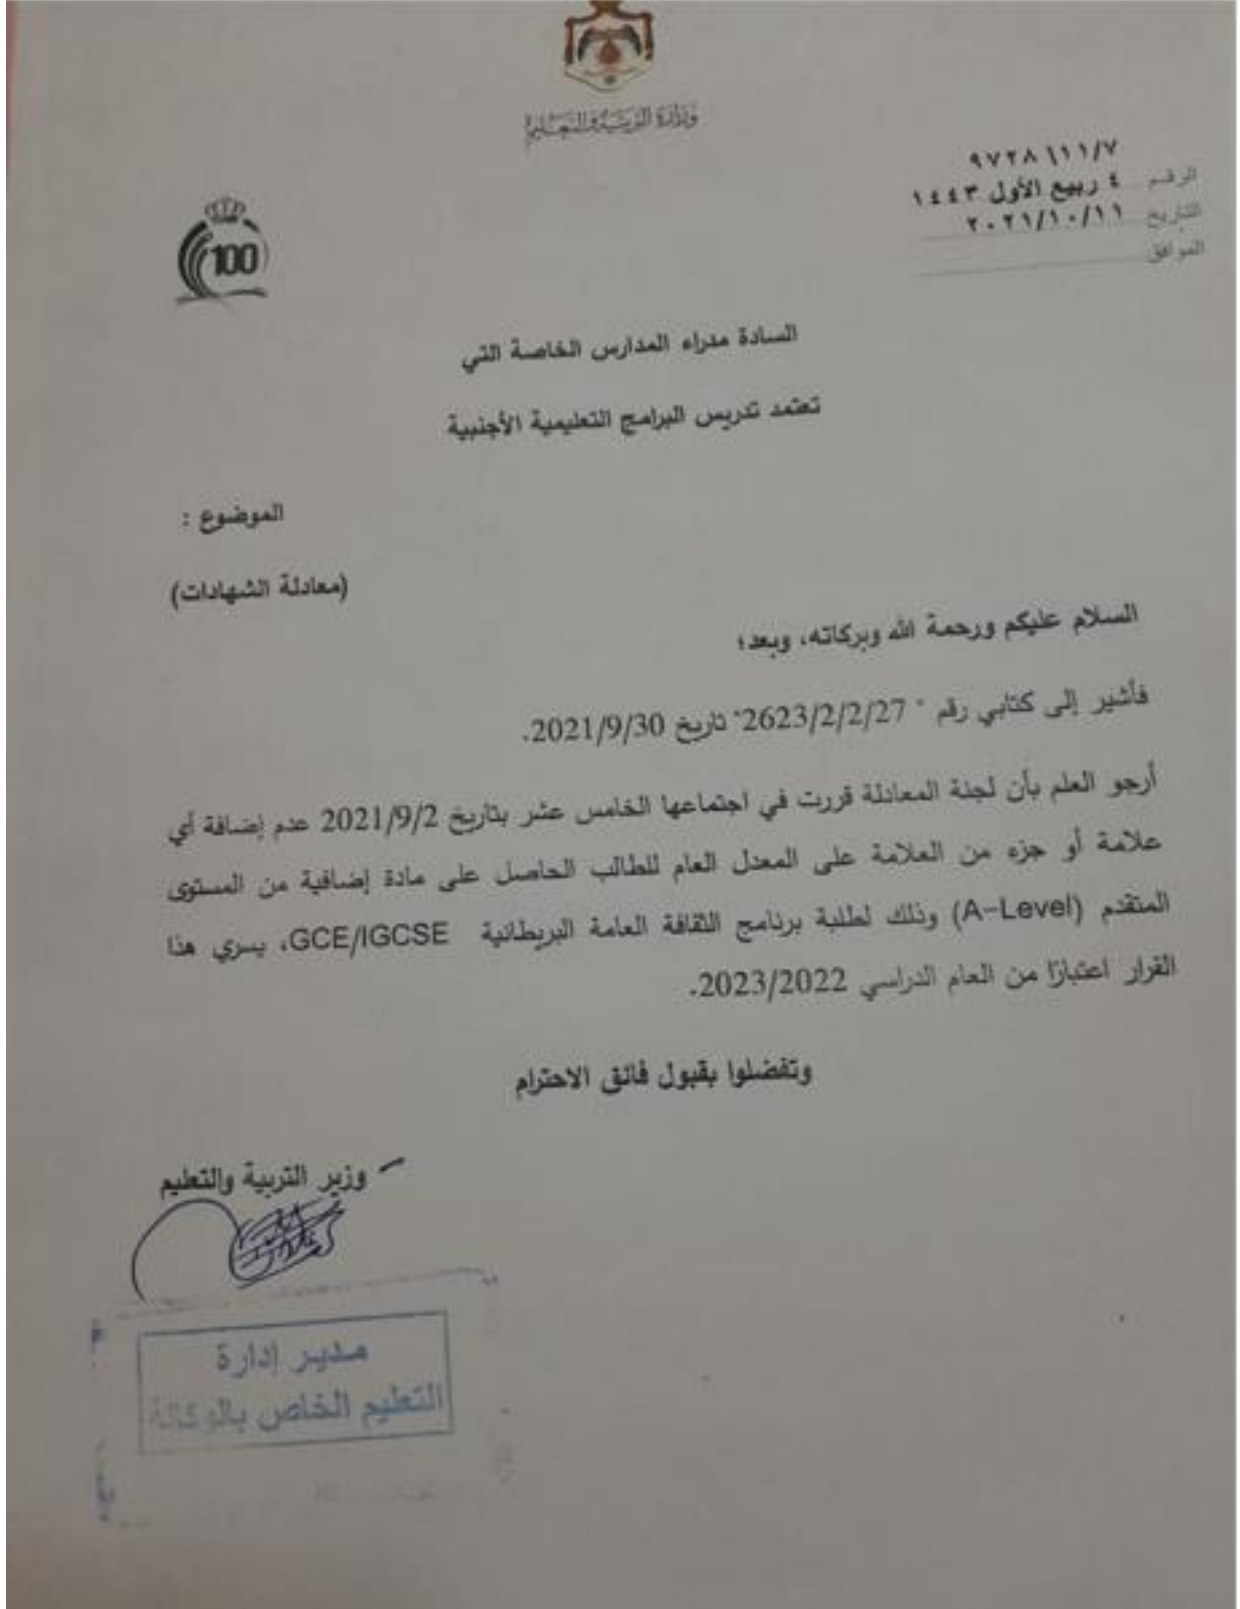 وزارة التربية والتعليم
٩٧٢٨ ١١/٧
الرقم ٤ ربيع الأول ١٤٤٣
التاريخ ٢٠٢١/١٠/١١
الموافق
100
السادة مدراء المدارس الخاصة التي
تعتمد تدريس البرامج التعليمية الأجنبية
الموضوع :
(معادلة الشهادات)
السلام عليكم ورحمة الله وبركاته، وبعد؛
فأشير إلى كتابي رقم " 2623/2/2/27" تاريخ 2021/9/30.
أرجو العلم بأن لجنة المعادلة قررت في اجتماعها الخامس عشر بتاريخ 2021/9/2 عدم إضافة أي
علامة أو جزء من العلامة على المعدل العام للطالب الحاصل على مادة إضافية من المستوى
المتقدم (A-Level) وذلك لطلبة برنامج الثقافة العامة البريطانية GCE/IGCSE، يسري هذا
القرار اعتبارًا من العام الدراسي 2023/2022.
وتفضلوا بقبول فائق الاحترام
وزير التربية والتعليم
مدير إدارة
التعليم الخاص بالوكالة